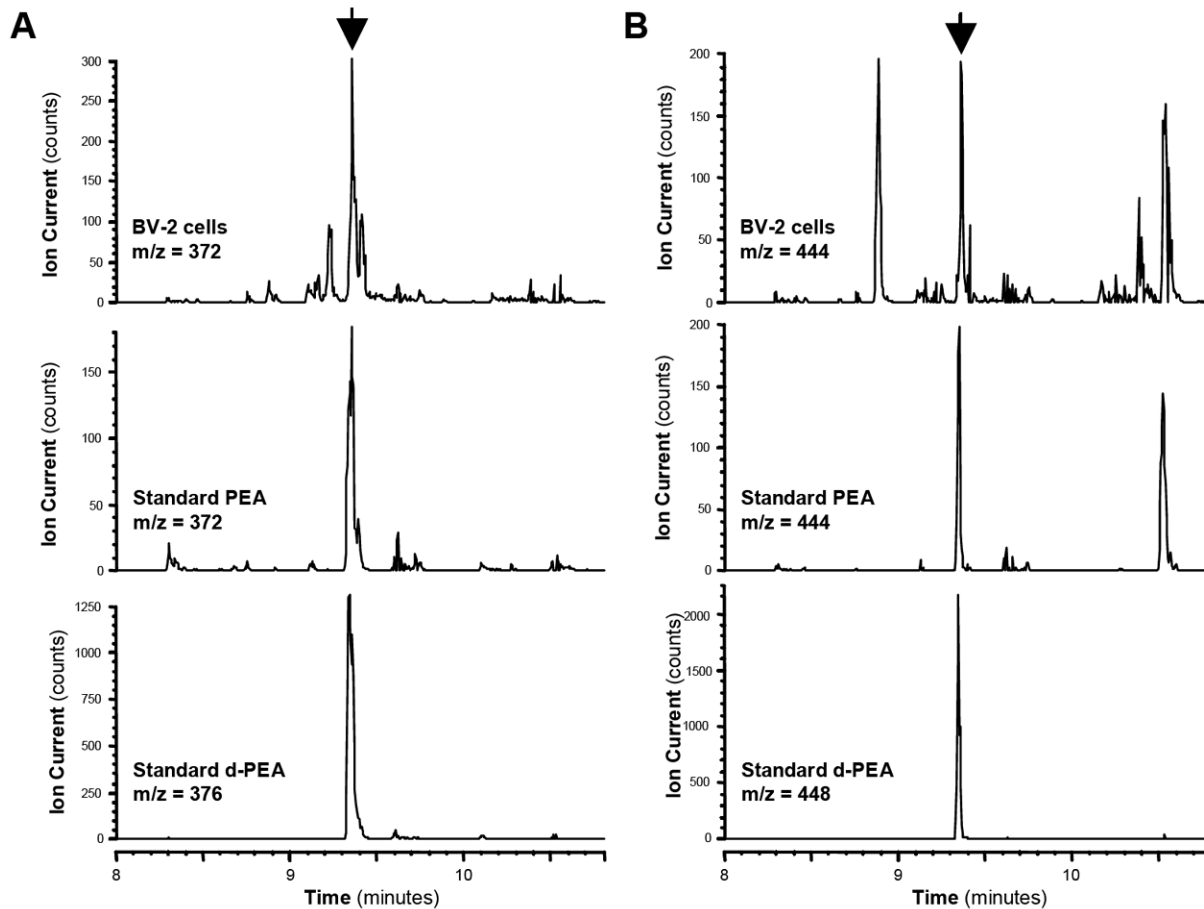 A
Ion Current (counts)
300
250
200
150
100
50
0
BV-2 cells
m/z = 372
Ion Current (counts)
150
100
50
0
Standard PEA
m/z = 372
Ion Current (counts)
1250
1000
750
500
250
0
Standard d-PEA
m/z = 376
8
9
10
Time (minutes)
B
Ion Current (counts)
200
150
100
50
0
BV-2 cells
m/z = 444
Ion Current (counts)
200
150
100
50
0
Standard PEA
m/z = 444
Ion Current (counts)
2000
1500
1000
500
0
Standard d-PEA
m/z = 448
8
9
10
Time (minutes)